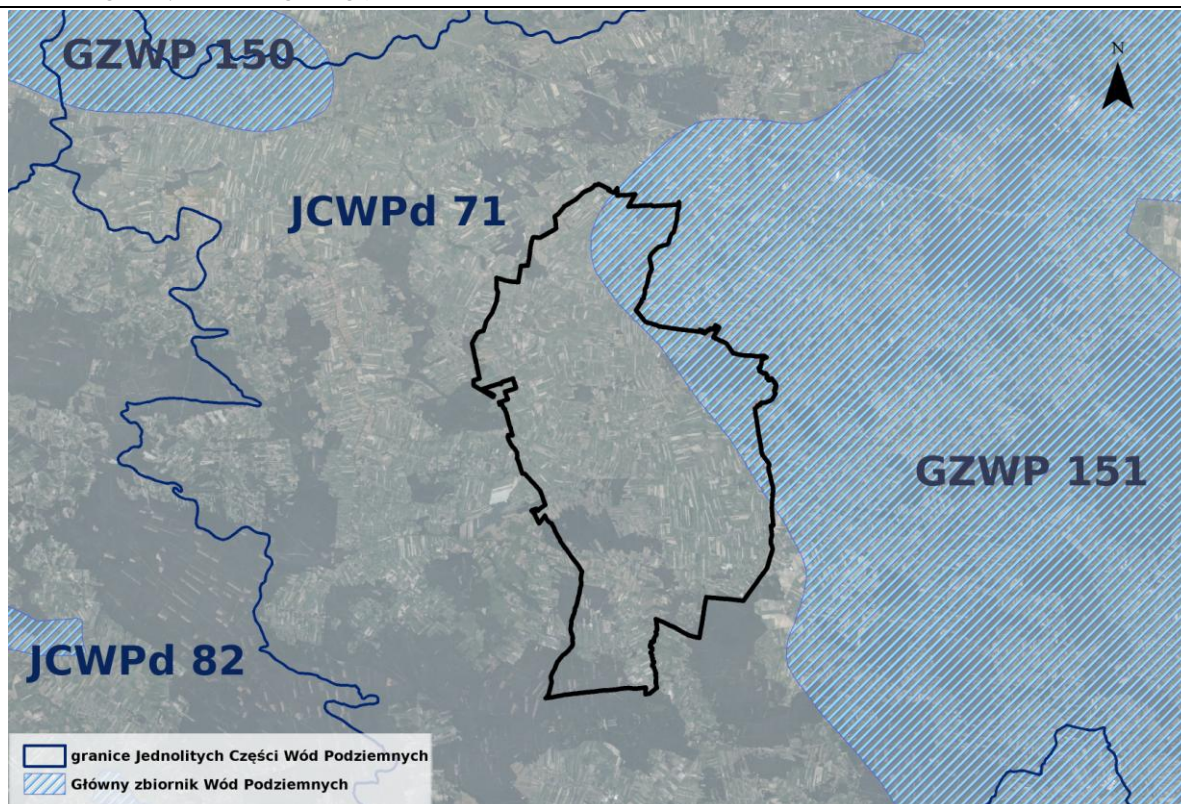 GZWP 150
N
JCWPd 71
GZWP 151
JCWPd 82
granice Jednolitych Części Wód Podziemnych
Główny zbiornik Wód Podziemnych